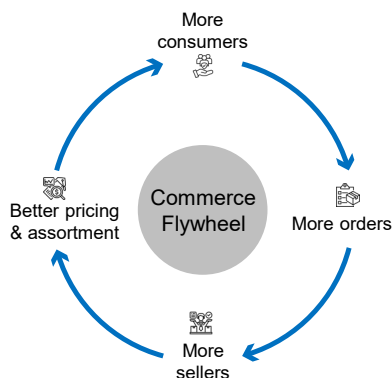 More
consumers
Commerce
Flywheel
More orders
More
sellers
Better pricing
& assortment